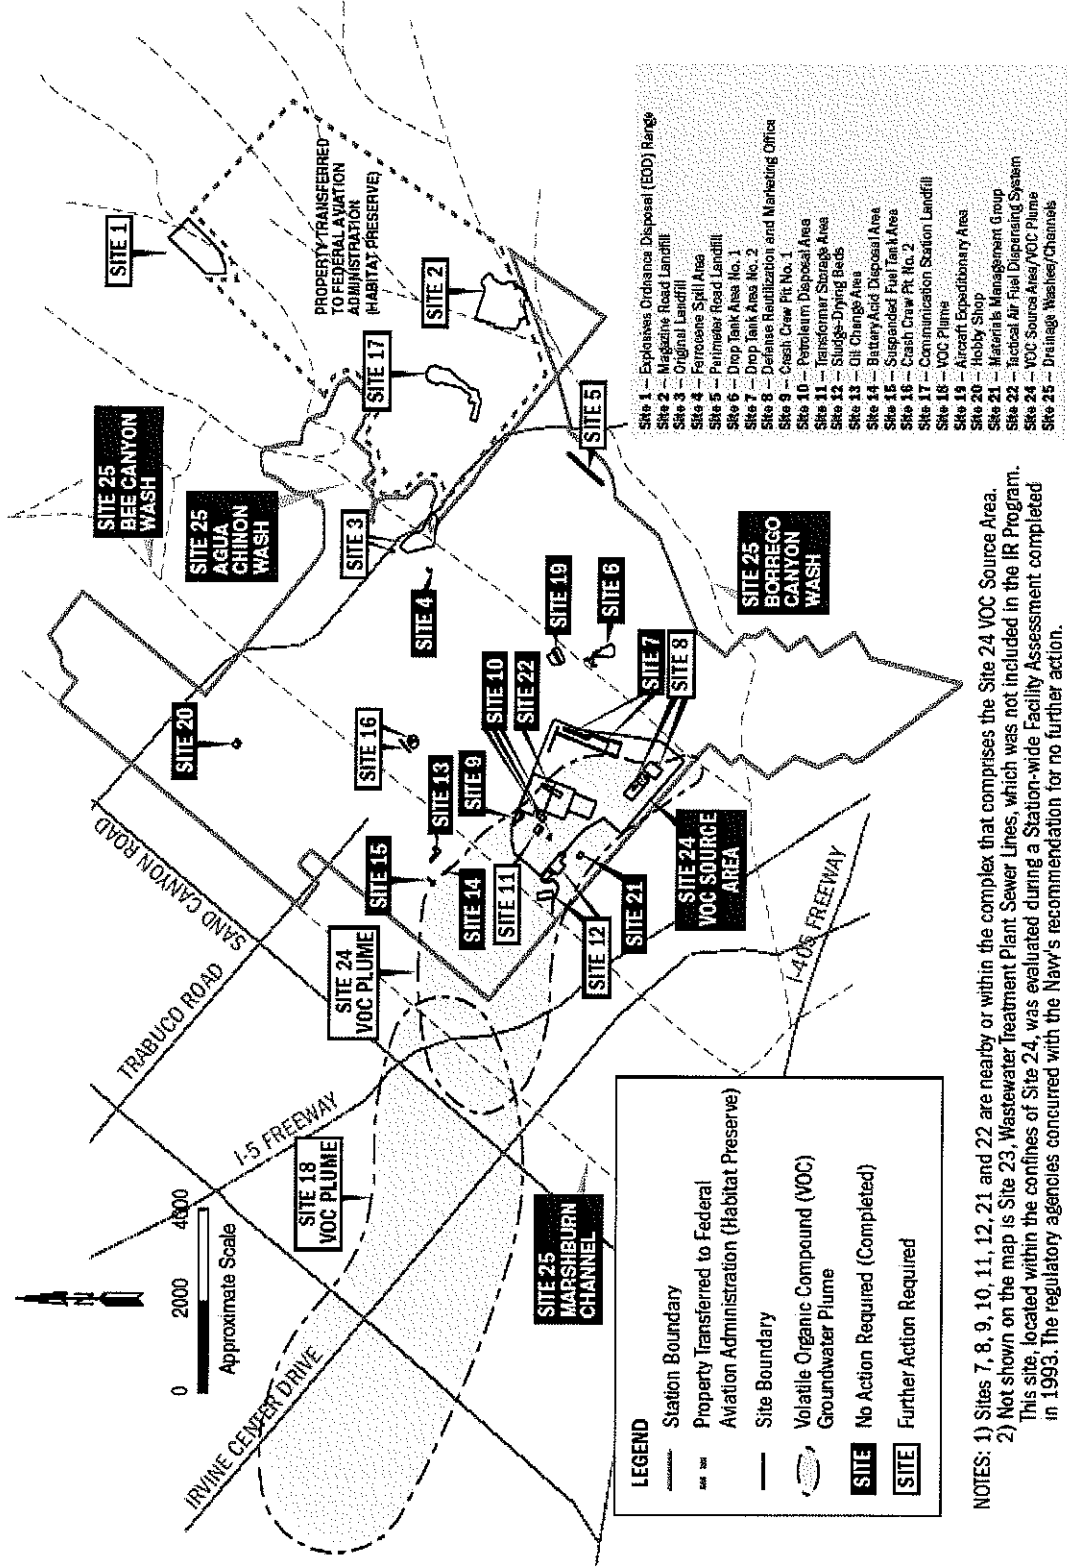 SITE 1
PROPERTY TRANSFERRED
TO FEDERAL AVIATION
ADMINISTRATION
(HABITAT PRESERVE)
SITE 2
SITE 17
SITE 25
BEE CANYON
WASH
SITE 25
AGUA
CHINON
WASH
SITE 3
SITE 5
SITE 4
SITE 19
SITE 6
SITE 25
BORREGO
CANYON
WASH
SITE 20
SITE 16
SITE 10
SITE 22
SITE 7
SITE 8
SITE 13
SITE 9
SITE 15
SITE 14
SITE 11
SITE 12
SITE 21
SITE 24
VOC SOURCE
AREA
SITE 24
VOC PLUME
SAND CANYON ROAD
TRABUCO ROAD
I-405 FREEWAY
I-5 FREEWAY
SITE 18
VOC PLUME
SITE 25
MARSHBURN
CHANNEL
IRVINE CENTER DRIVE
N
0 2000 4000
Approximate Scale
LEGEND
Station Boundary
Property Transferred to Federal
Aviation Administration (Habitat Preserve)
Site Boundary
Volatile Organic Compound (VOC)
Groundwater Plume
SITE No Action Required (Completed)
SITE Further Action Required
Site 1 – Explosives Ordnance Disposal (EOD) Range
Site 2 – Magazine Road Landfill
Site 3 – Original Landfill
Site 4 – Ferrocene Spill Area
Site 5 – Perimeter Road Landfill
Site 6 – Drop Tank Area No. 1
Site 7 – Drop Tank Area No. 2
Site 8 – Defense Reutilization and Marketing Office
Site 9 – Crash Crew Pit No. 1
Site 10 – Petroleum Disposal Area
Site 11 – Transformer Storage Area
Site 12 – Sludge-Drying Beds
Site 13 – Oil Change Area
Site 14 – Battery Acid Disposal Area
Site 15 – Suspended Fuel Tank Area
Site 16 – Crash Crew Pit No. 2
Site 17 – Communication Station Landfill
Site 18 – VOC Plume
Site 19 – Aircraft Expeditionary Area
Site 20 – Hobby Shop
Site 21 – Materials Management Group
Site 22 – Tactical Air Fuel Dispensing System
Site 24 – VOC Source Area/VOC Plume
Site 25 – Drainage Washes/Channels
NOTES: 1) Sites 7, 8, 9, 10, 11, 12, 21 and 22 are nearby or within the complex that comprises the Site 24 VOC Source Area.
2) Not shown on the map is Site 23, Wastewater Treatment Plant Sewer Lines, which was not included in the IR Program.
This site, located within the confines of Site 24, was evaluated during a Station-wide Facility Assessment completed
in 1993. The regulatory agencies concurred with the Navy's recommendation for no further action.